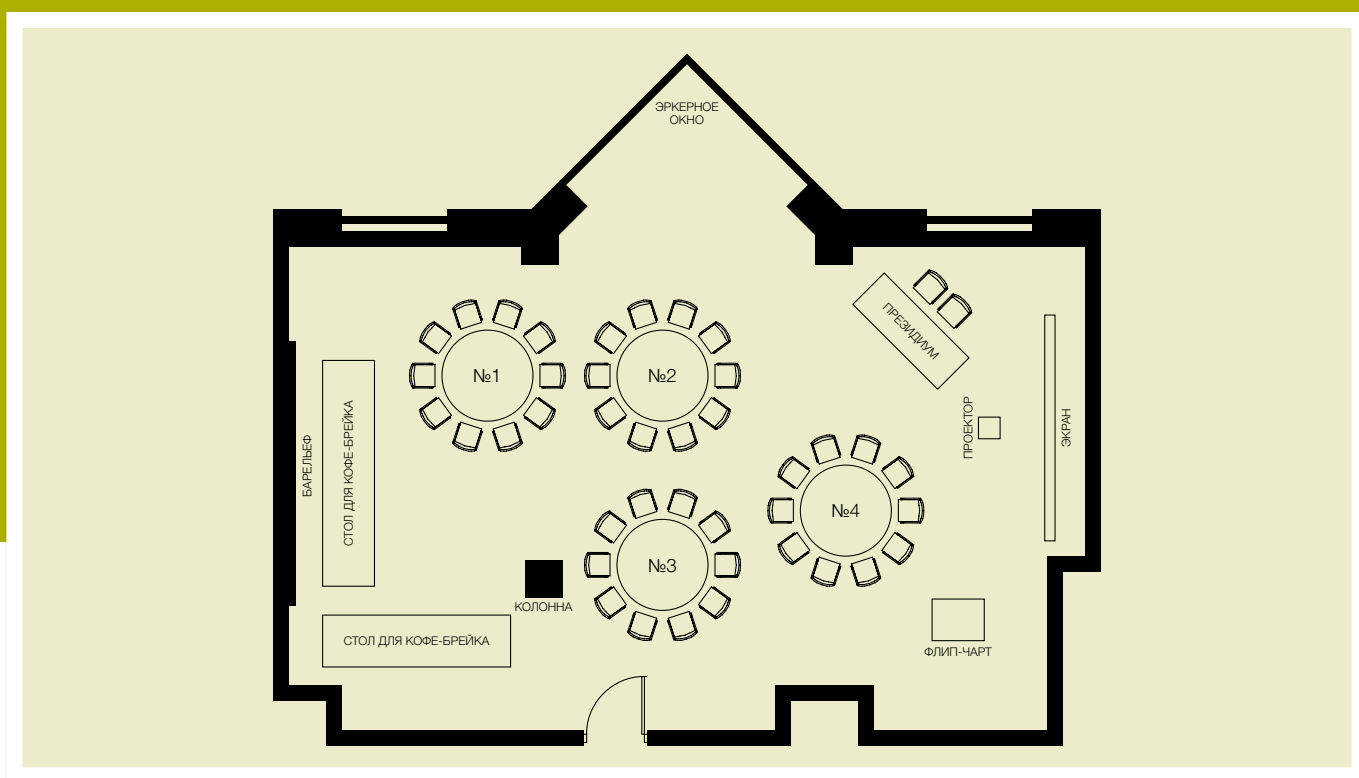 ЭРКЕРНОЕ
ОКНО
ПРЕЗИДИУМ
№1
№2
БАРЕЛЬЕФ
СТОЛ ДЛЯ КОФЕ-БРЕЙКА
ПРОЕКТОР
ЭКРАН
№4
№3
КОЛОННА
СТОЛ ДЛЯ КОФЕ-БРЕЙКА
ФЛИП-ЧАРТ